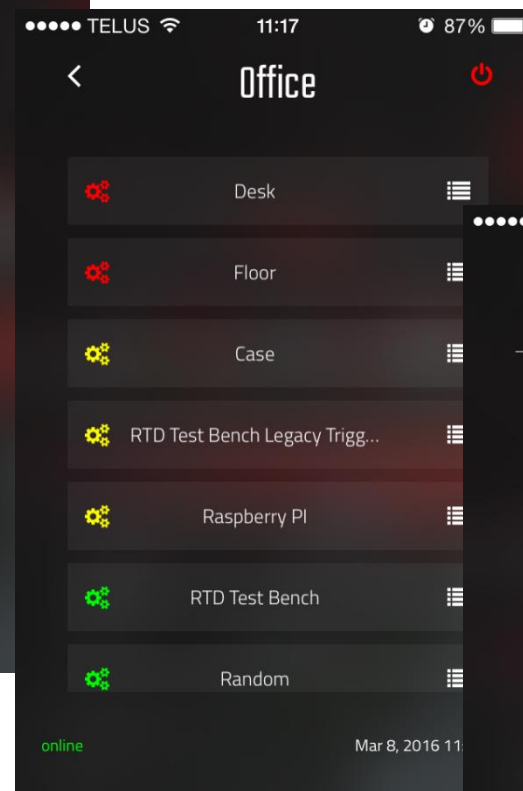 TELUS 11:17 87%
Office
Desk
Floor
Case
RTD Test Bench Legacy Trigg...
Raspberry PI
RTD Test Bench
Random
online Mar 8, 2016 11